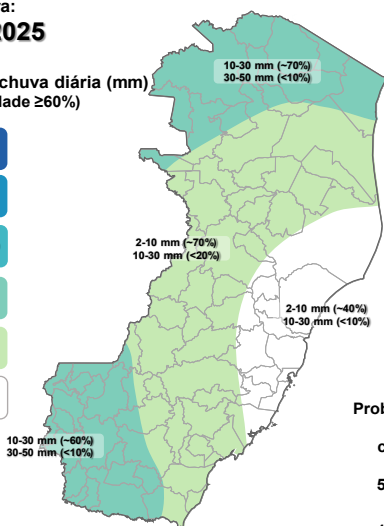 ra:
2025
chuva diária (mm)
dade ≥60%)
10-30 mm (~70%)
30-50 mm (<10%)
2-10 mm (~70%)
10-30 mm (<20%)
2-10 mm (~40%)
10-30 mm (<10%)
Prob
c
5
10-30 mm (~60%)
30-50 mm (<10%)